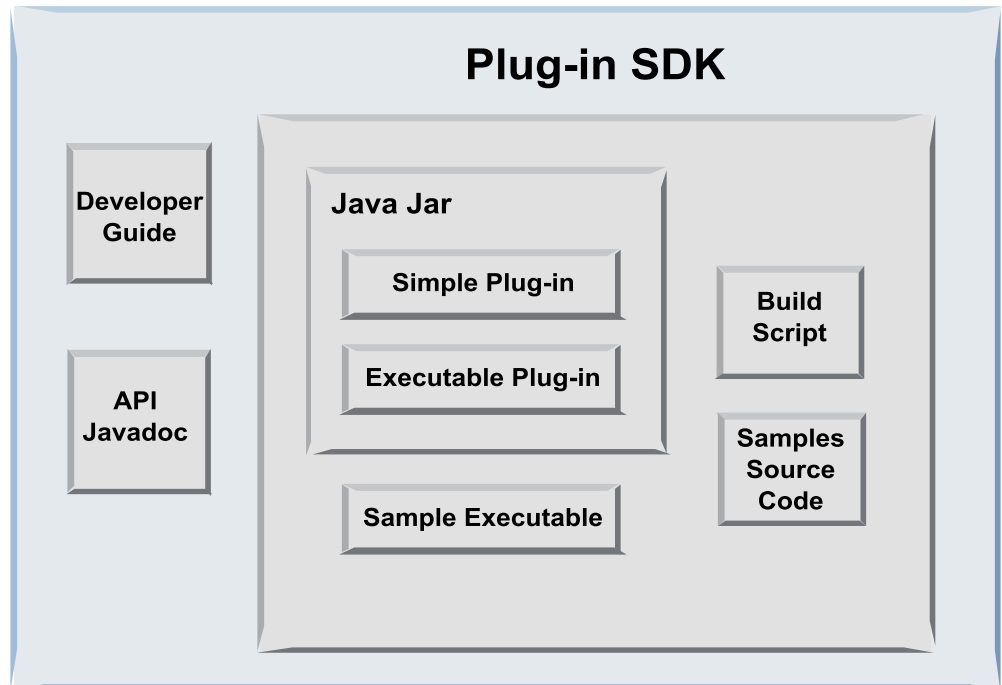 Plug-in SDK
Developer
Guide
API
Javadoc
Java Jar
Simple Plug-in
Executable Plug-in
Sample Executable
Build
Script
Samples
Source
Code